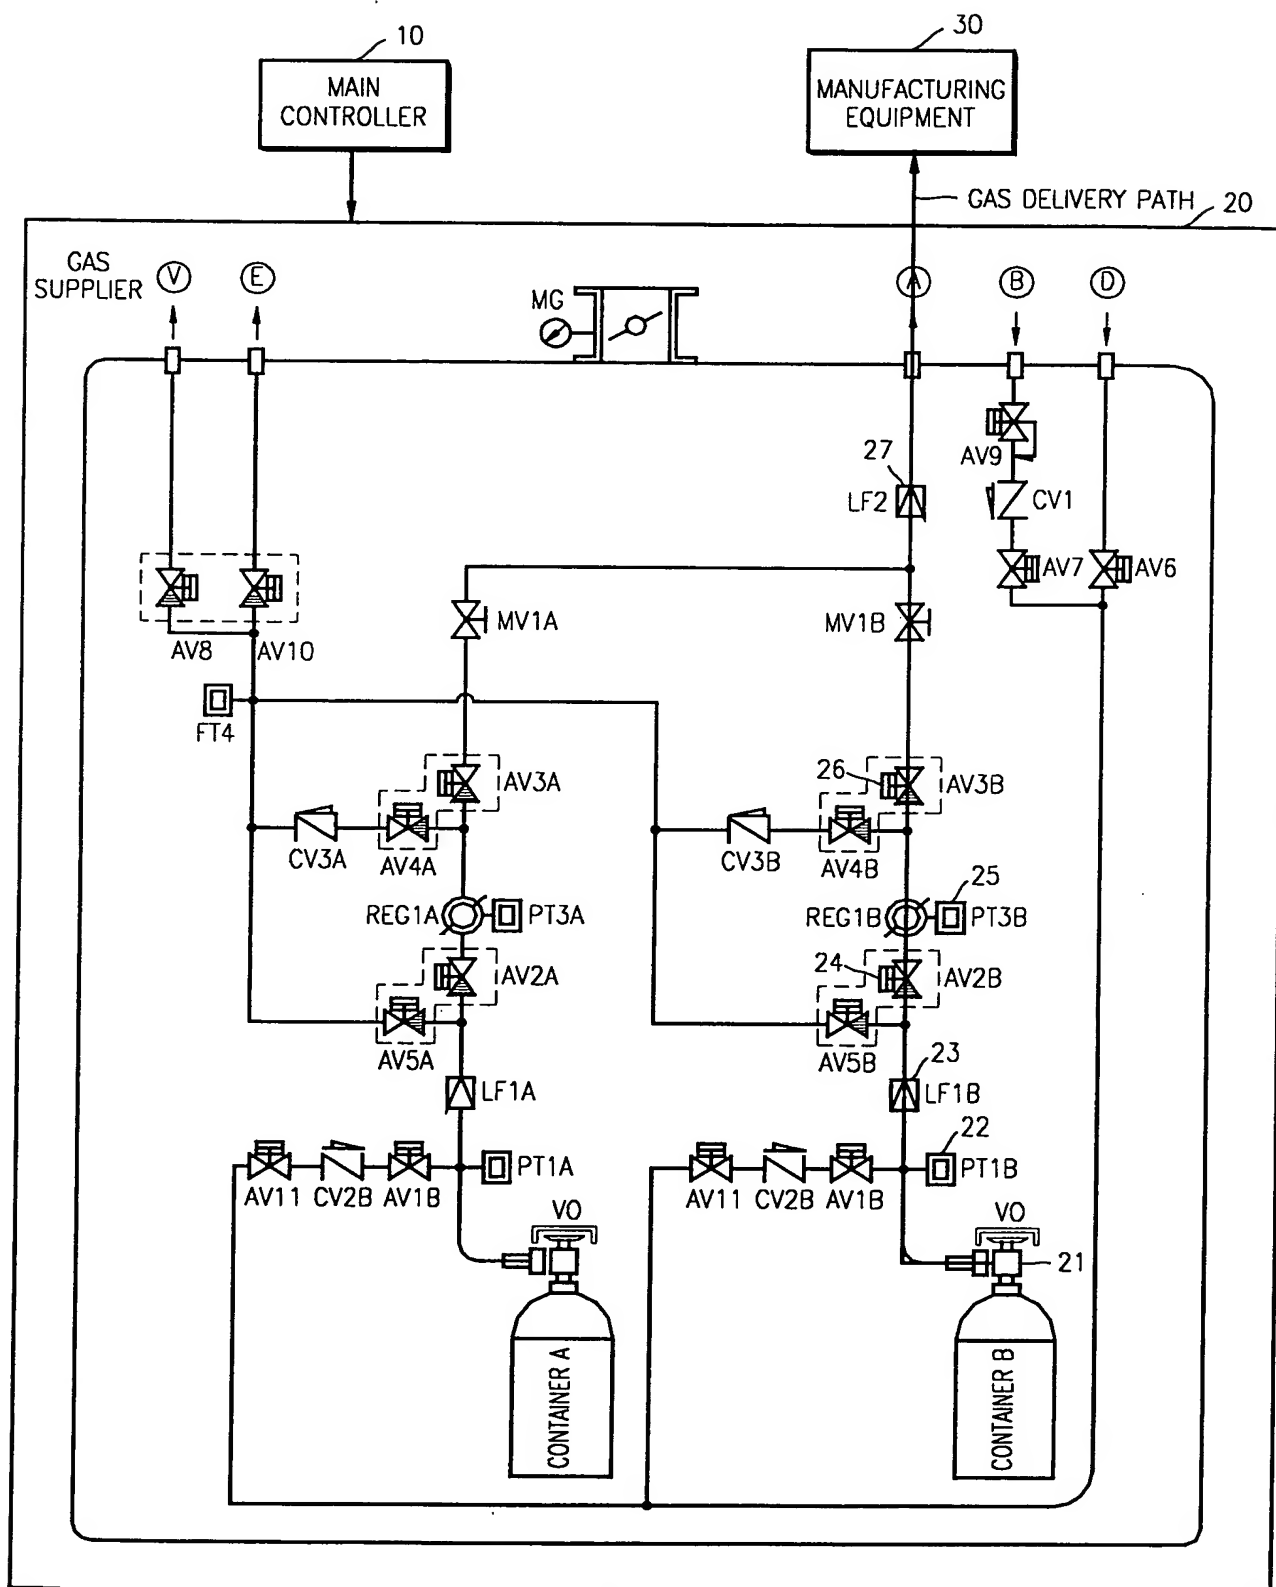 10
30
MAIN
CONTROLLER
MANUFACTURING
EQUIPMENT
GAS DELIVERY PATH
20
GAS
SUPPLIER
V
E
MG
A
B
D
27
AV9
LF2
CV1
AV7
AV6
MV1A
MV1B
AV8
AV10
FT4
26
AV3A
AV3B
CV3A
AV4A
CV3B
AV4B
25
REG1A
PT3A
REG1B
PT3B
24
AV2A
AV2B
AV5A
AV5B
23
LF1A
LF1B
22
PT1A
PT1B
AV11
CV2B
AV1B
AV11
CV2B
AV1B
VO
VO
21
CONTAINER A
CONTAINER B